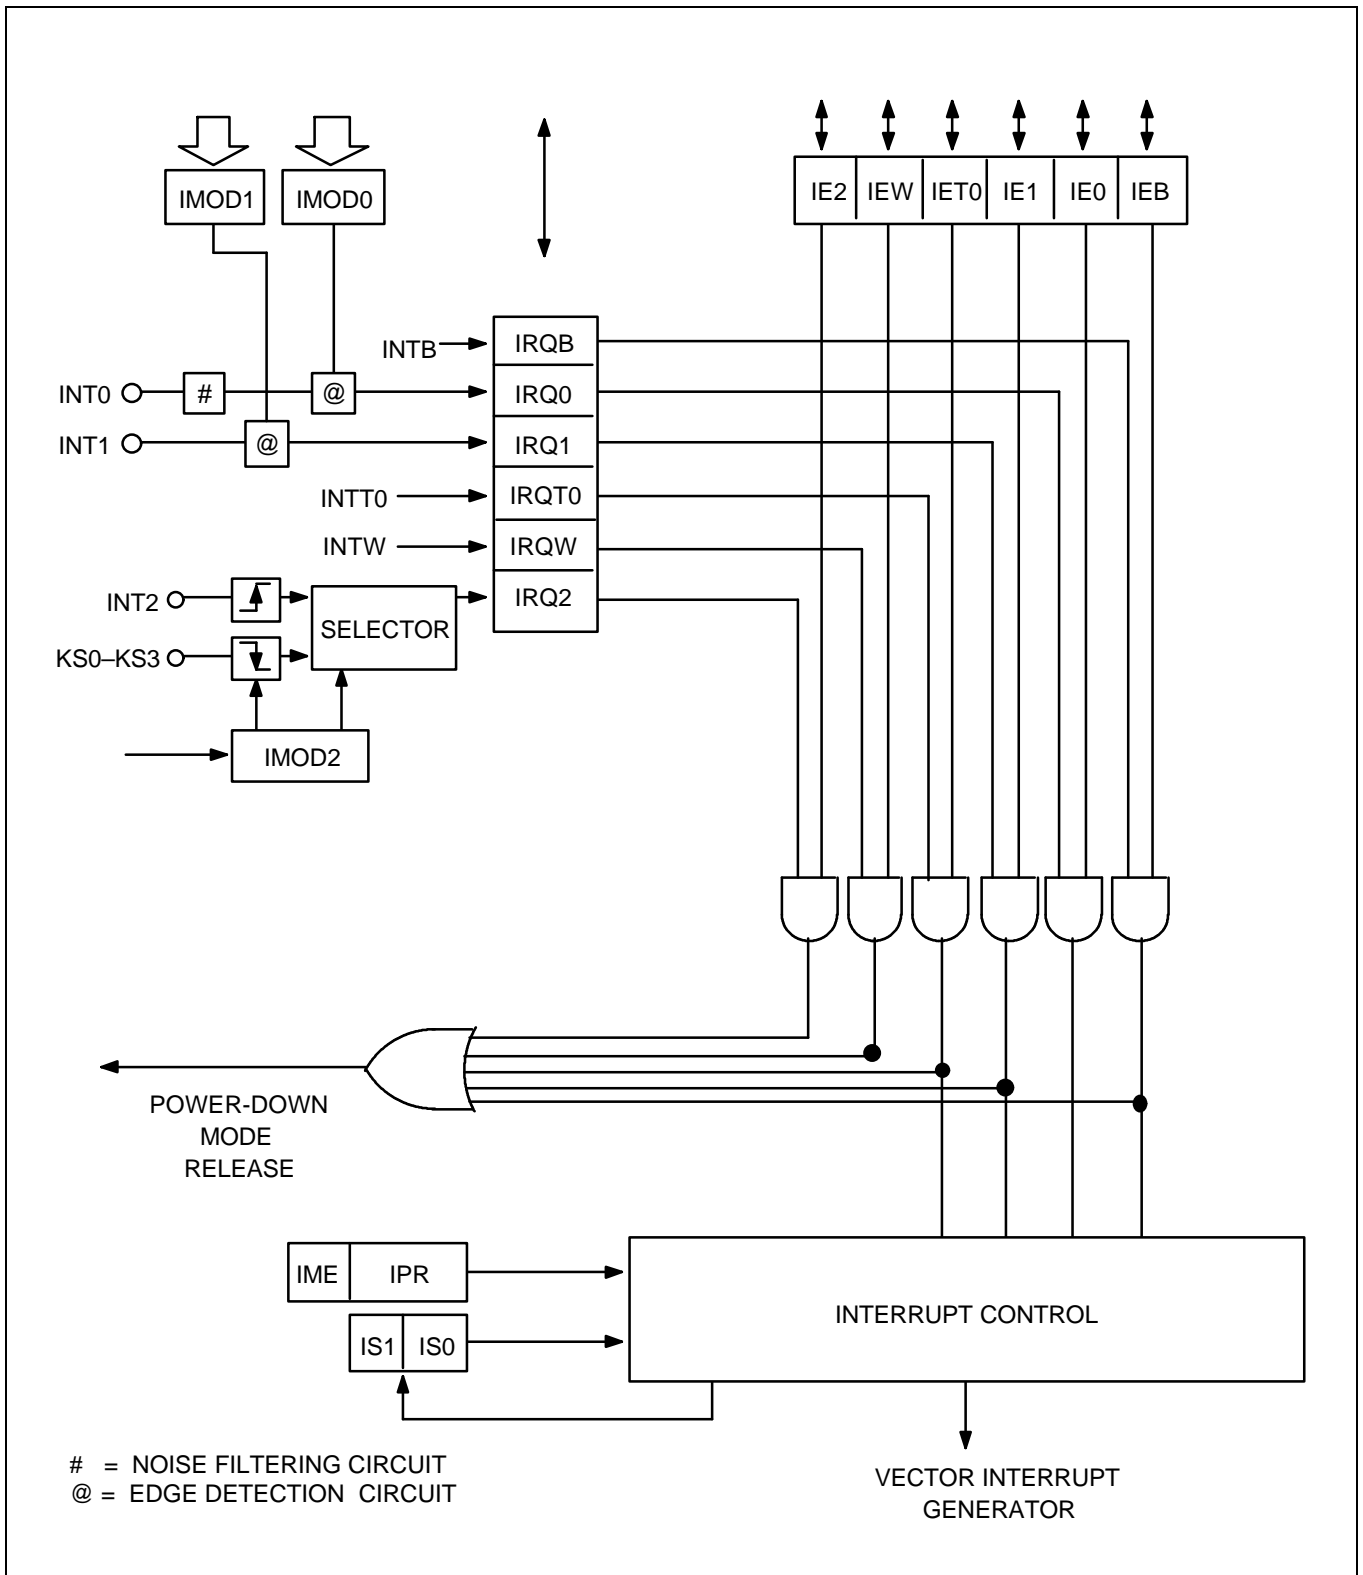 IMOD1 IMOD0
IE2 IEW IET0 IE1 IE0 IEB
INTB IRQB
INT0 # @ IRQ0
INT1 @ IRQ1
INTT0 IRQT0
INTW IRQW
INT2 IRQ2
SELECTOR
KS0–KS3
IMOD2
POWER-DOWN
MODE
RELEASE
IME IPR
INTERRUPT CONTROL
IS1 IS0
# = NOISE FILTERING CIRCUIT
@ = EDGE DETECTION CIRCUIT
VECTOR INTERRUPT
GENERATOR